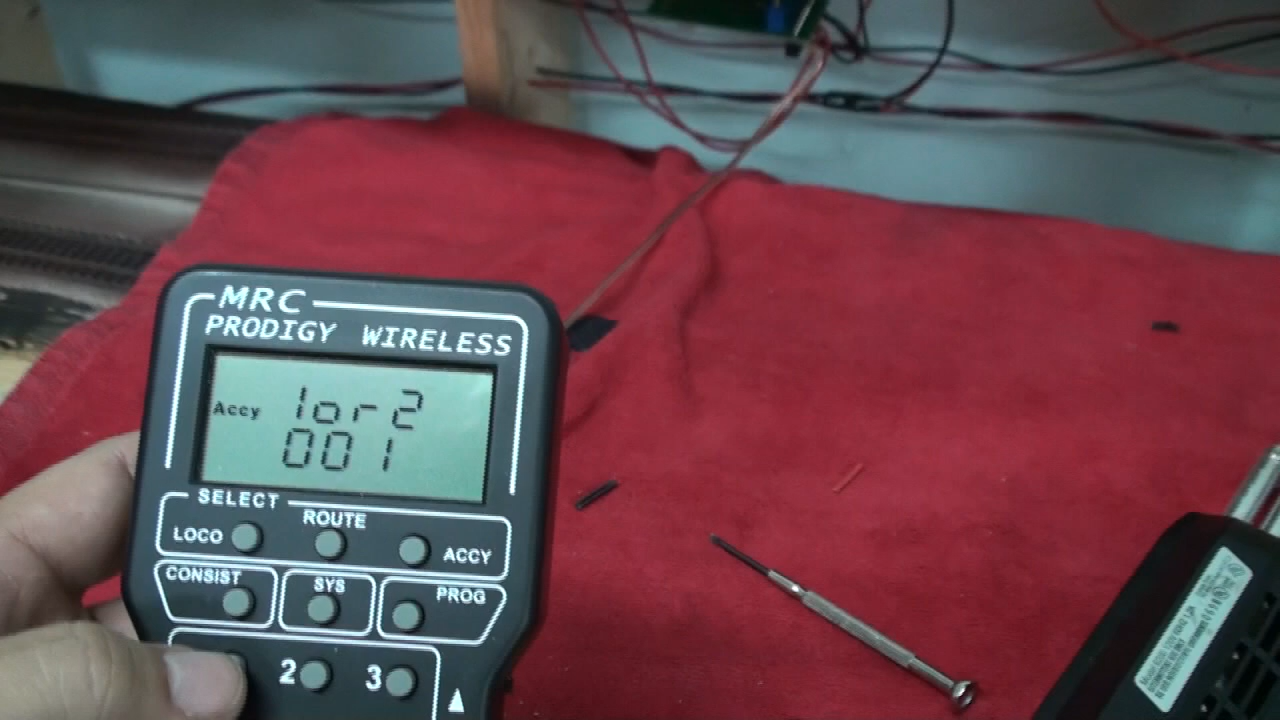 MRC
PRODIGY WIRELESS
Accy 1or2
001
SELECT
LOCO ROUTE ACCY
CONSIST SYS PROG
2 3